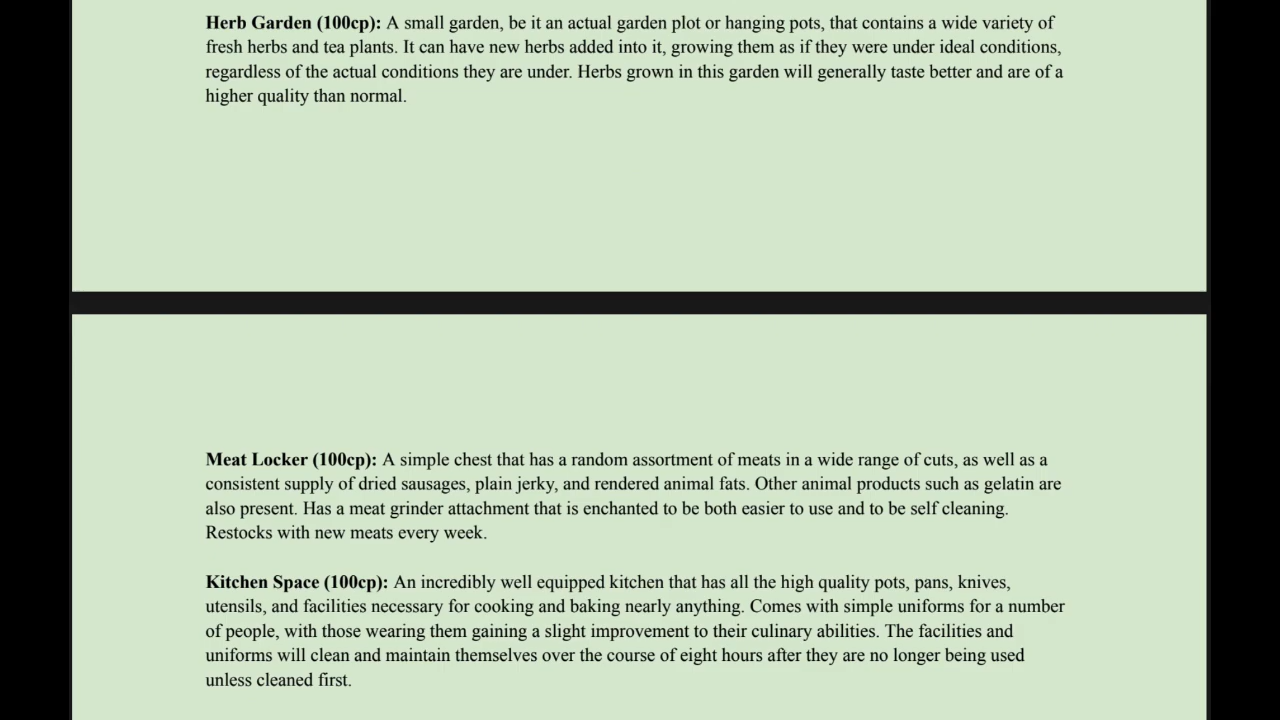 Herb Garden (100cp): A small garden, be it an actual garden plot or hanging pots, that contains a wide variety of
fresh herbs and tea plants. It can have new herbs added into it, growing them as if they were under ideal conditions,
regardless of the actual conditions they are under. Herbs grown in this garden will generally taste better and are of a
higher quality than normal.
Meat Locker (100cp): A simple chest that has a random assortment of meats in a wide range of cuts, as well as a
consistent supply of dried sausages, plain jerky, and rendered animal fats. Other animal products such as gelatin are
also present. Has a meat grinder attachment that is enchanted to be both easier to use and to be self cleaning.
Restocks with new meats every week.
Kitchen Space (100cp): An incredibly well equipped kitchen that has all the high quality pots, pans, knives,
utensils, and facilities necessary for cooking and baking nearly anything. Comes with simple uniforms for a number
of people, with those wearing them gaining a slight improvement to their culinary abilities. The facilities and
uniforms will clean and maintain themselves over the course of eight hours after they are no longer being used
unless cleaned first.